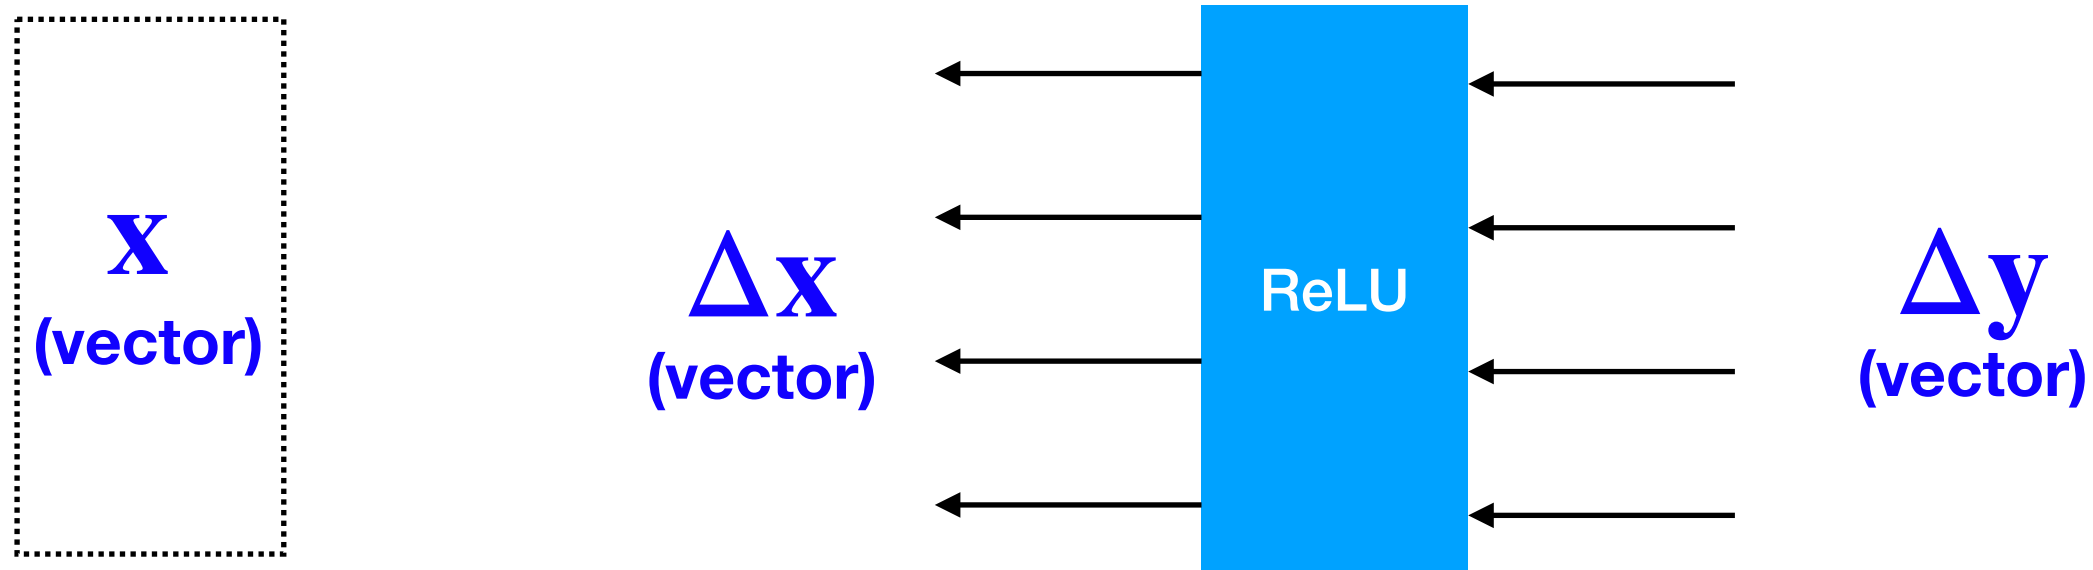 x
(vector)
Δx
(vector)
ReLU
Δy
(vector)